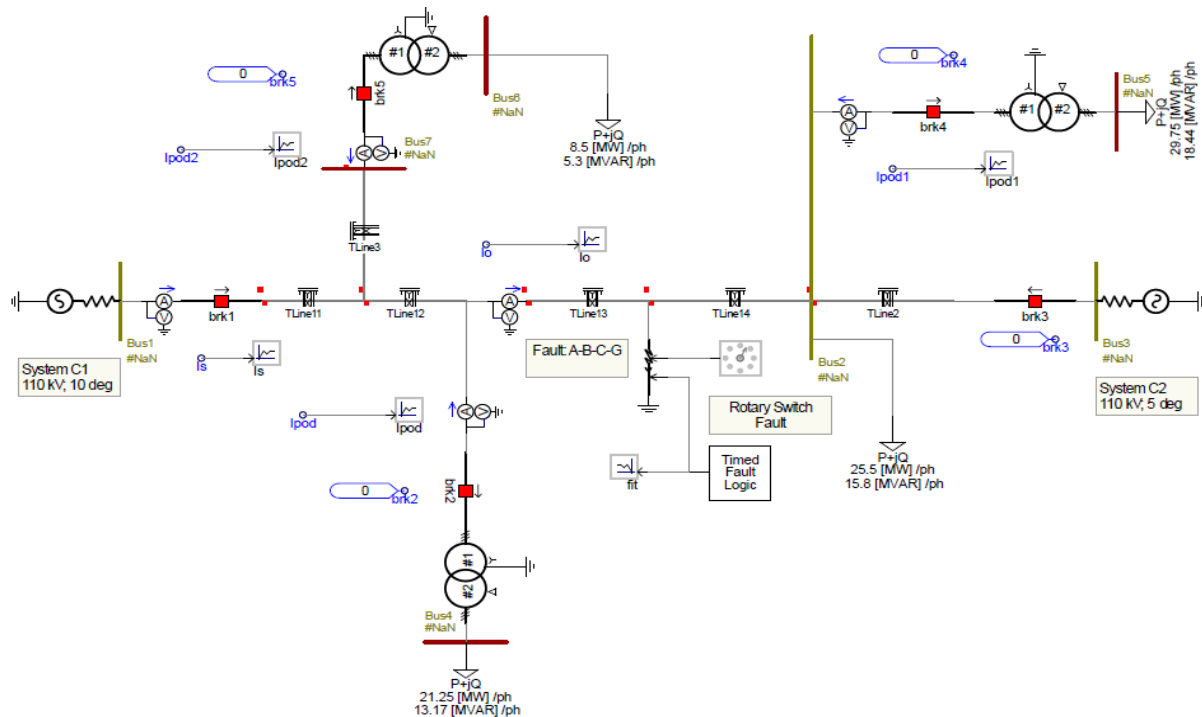 #1
#2
0
brk5
brk5
Bus6
#NaN
P+jQ
8.5 [MW] /ph
5.3 [MVAR] /ph
Ipod2
Ipod2
A
V
Bus7
#NaN
TLine3
0
brk4
A
V
brk4
#1
#2
Bus5
#NaN
P+jQ
29.75 [MW] /ph
18.44 [MVAR] /ph
Ipod1
Ipod1
Io
Io
A
V
brk1
TLine11
TLine12
A
V
TLine13
TLine14
TLine2
brk3
Bus1
#NaN
System C1
110 kV; 10 deg
Is
Is
Fault: A-B-C-G
Rotary Switch
Fault
Bus2
#NaN
0
brk3
Bus3
#NaN
System C2
110 kV; 5 deg
Ipod
Ipod
A
V
0
brk2
brk2
flt
Timed
Fault
Logic
P+jQ
25.5 [MW] /ph
15.8 [MVAR] /ph
#1
#2
Bus4
#NaN
P+jQ
21.25 [MW] /ph
13.17 [MVAR] /ph